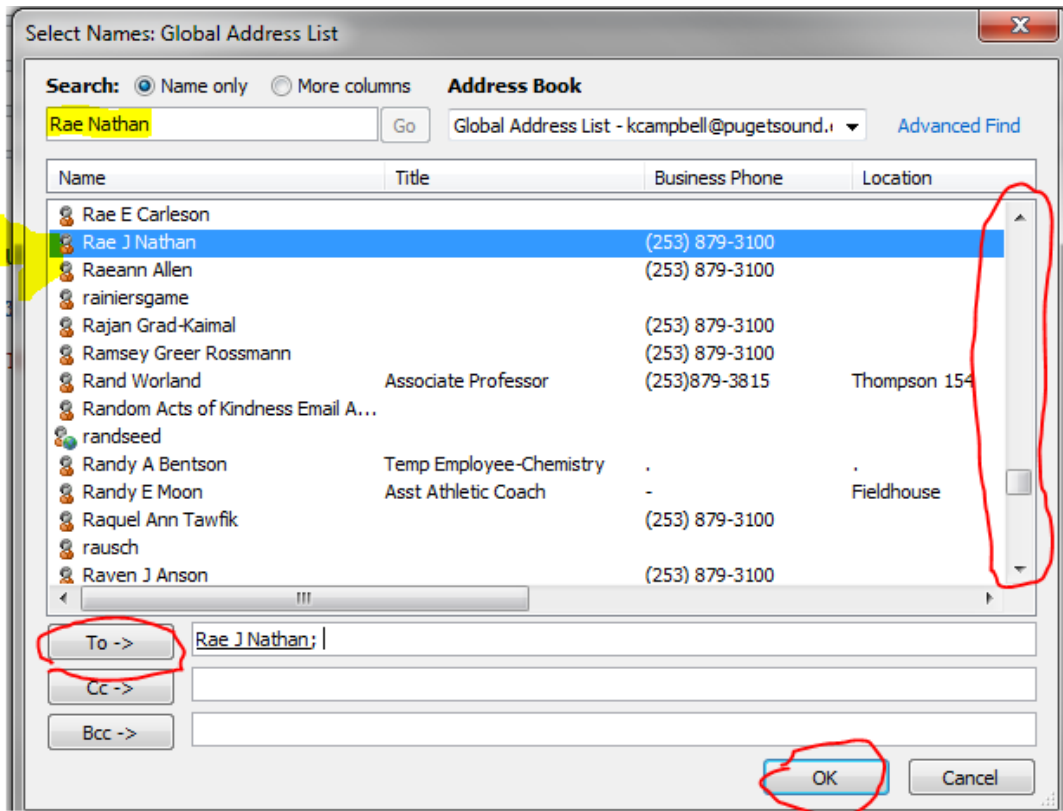 Select Names: Global Address List
Search: Name only More columns Address Book
Rae Nathan Go Global Address List - kcampbell@pugetsound. Advanced Find
Name Title Business Phone Location
Rae E Carleson
Rae J Nathan (253) 879-3100
Raeann Allen (253) 879-3100
rainiersgame
Rajan Grad-Kaimal (253) 879-3100
Ramsey Greer Rossmann (253) 879-3100
Rand Worland Associate Professor (253)879-3815 Thompson 154
Random Acts of Kindness Email A...
randseed
Randy A Bentson Temp Employee-Chemistry . .
Randy E Moon Asst Athletic Coach - Fieldhouse
Raquel Ann Tawfik (253) 879-3100
rausch
Raven J Anson (253) 879-3100
To -> Rae J Nathan;
Cc ->
Bcc ->
OK Cancel